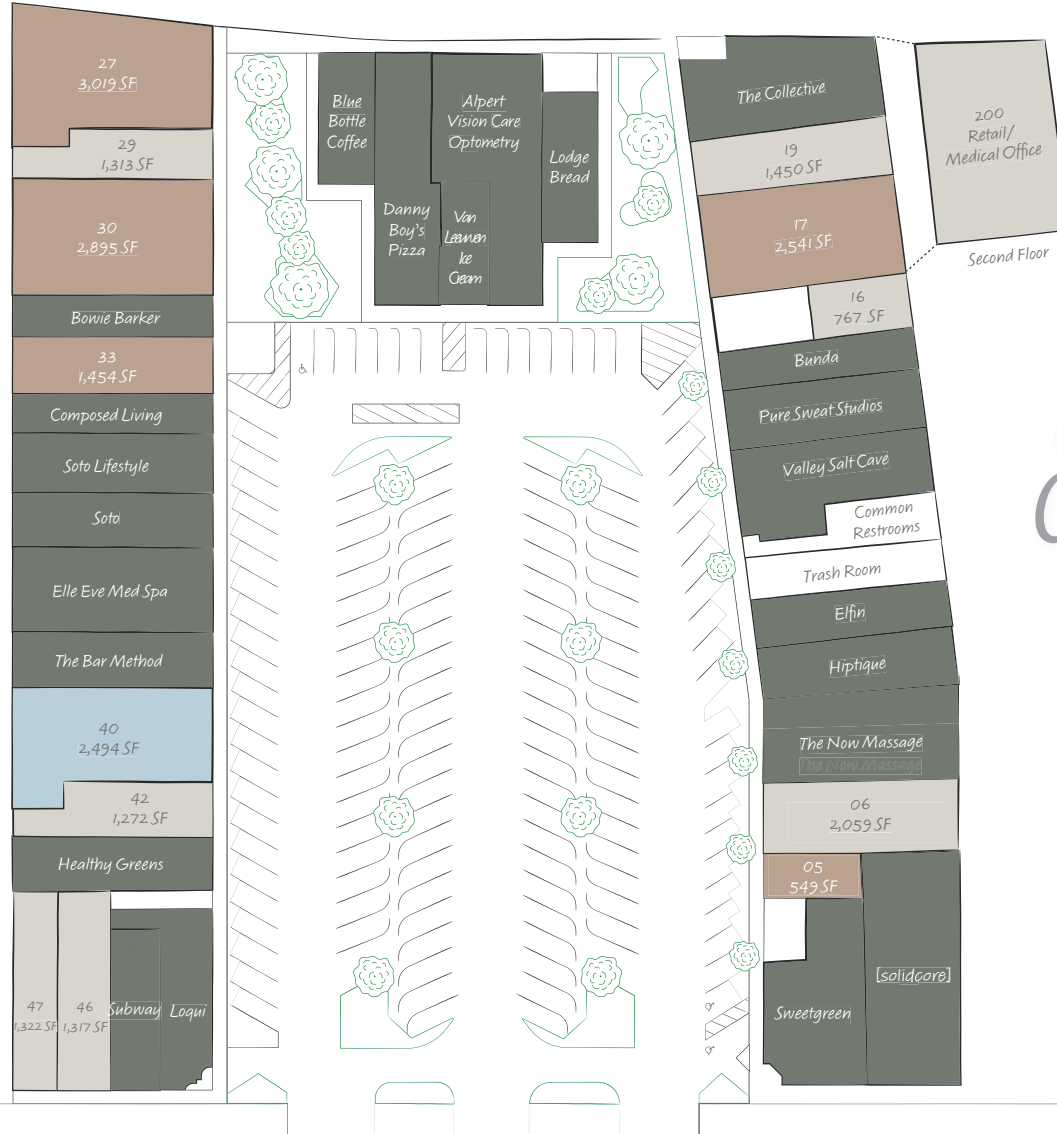 27
3,019 SF
29
1,313 SF
30
2,895 SF
Bowie Barker
33
1,454 SF
Composed Living
Soto Lifestyle
Soto
Elle Eve Med Spa
The Bar Method
40
2,494 SF
42
1,272 SF
Healthy Greens
47
1,322 SF
46
1,317 SF
Subway
Loqui
Blue
Bottle
Coffee
Danny
Boy's
Pizza
Alpert
Vision Care
Optometry
Van
Leeuwen
Ice
Cream
Lodge
Bread
The Collective
19
1,450 SF
17
2,541 SF
16
767 SF
Bunda
Pure Sweat Studios
Valley Salt Cave
Common
Restrooms
Trash Room
Elfin
Hiptique
The Now Massage
The Now Massage
06
2,059 SF
05
549 SF
[solidcore]
Sweetgreen
200
Retail/
Medical Office
Second Floor